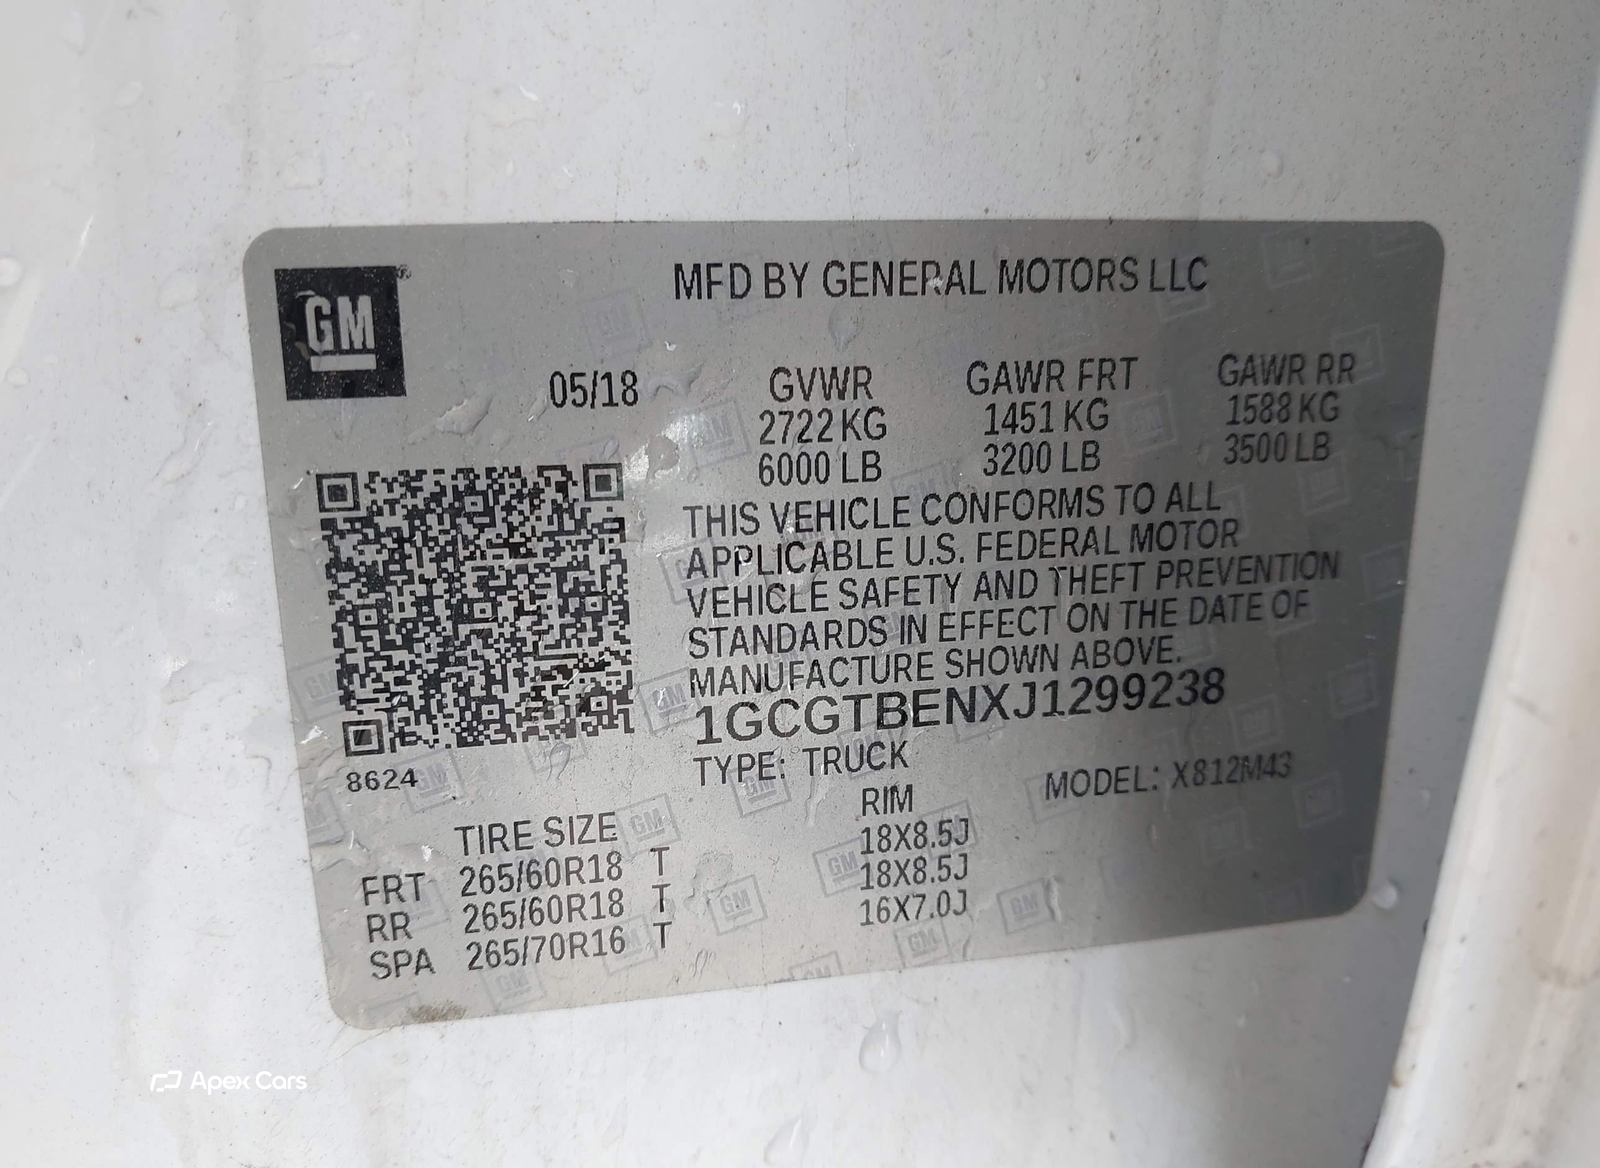 GM
MFD BY GENERAL MOTORS LLC
05/18
GVWR GAWR FRT GAWR RR
2722KG 1451 KG 1588 KG
6000 LB 3200 LB 3500 LB
THIS VEHICLE CONFORMS TO ALL
APPLICABLE U.S. FEDERAL MOTOR
VEHICLE SAFETY AND THEFT PREVENTION
STANDARDS IN EFFECT ON THE DATE OF
MANUFACTURE SHOWN ABOVE.
1GCGTBENXJ1299238
8624
TYPE: TRUCK MODEL: X812M43
TIRE SIZE RIM
FRT 265/60R18 T 18X8.5J
RR 265/60R18 T 18X8.5J
SPA 265/70R16 T 16X7.0J
Apex Cars